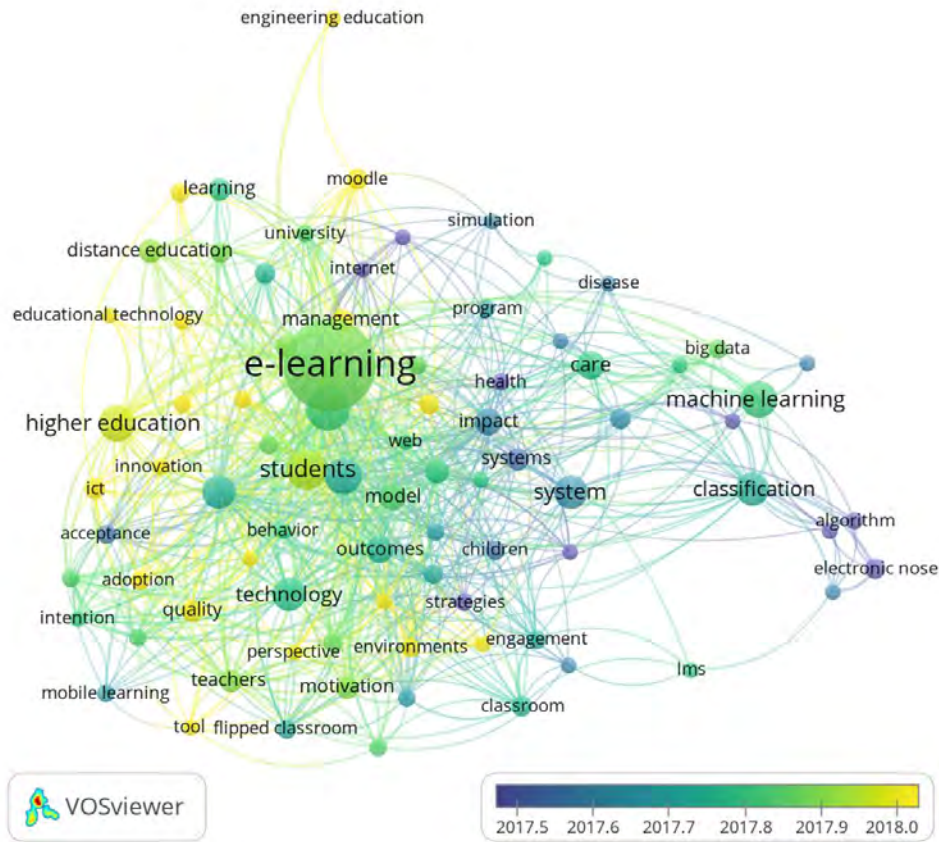 engineering education
moodle
learning
simulation
university
distance education
internet
disease
educational technology
management
program
big data
e-learning
care
health
machine learning
higher education
impact
web
systems
innovation
students
ict
model
system
classification
acceptance
behavior
algorithm
outcomes
children
electronic nose
adoption
technology
quality
strategies
intention
engagement
perspective
environments
lms
teachers
motivation
mobile learning
classroom
tool
flipped classroom
VOSviewer
2017.5 2017.6 2017.7 2017.8 2017.9 2018.0